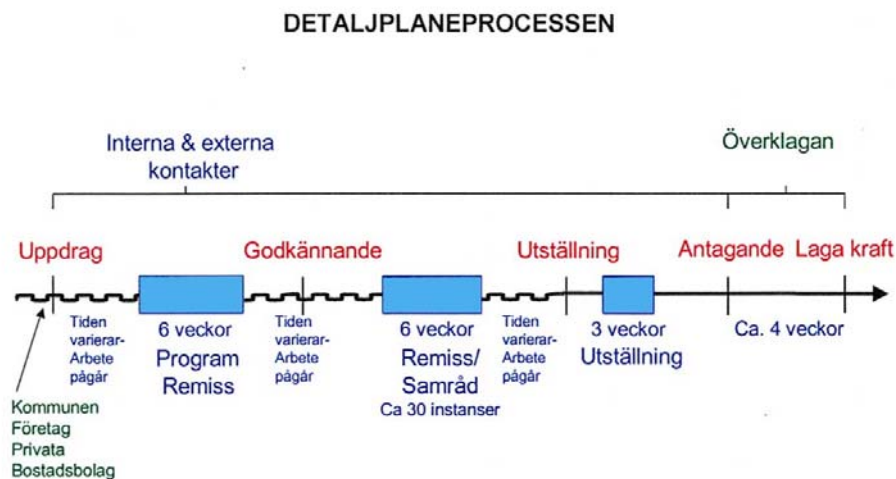 DETALJPLANEPROCESSEN
Interna & externa
kontakter
Överklagan
Uppdrag
Godkännande
Utställning
Antagande
Laga kraft
Tiden
varierar-
Arbete
pågår
6 veckor
Program
Remiss
Tiden
varierar-
Arbete
pågår
6 veckor
Remiss/
Samråd
Ca 30 instanser
Tiden
varierar-
Arbete
pågår
3 veckor
Utställning
Ca. 4 veckor
Kommunen
Företag
Privata
Bostadsbolag